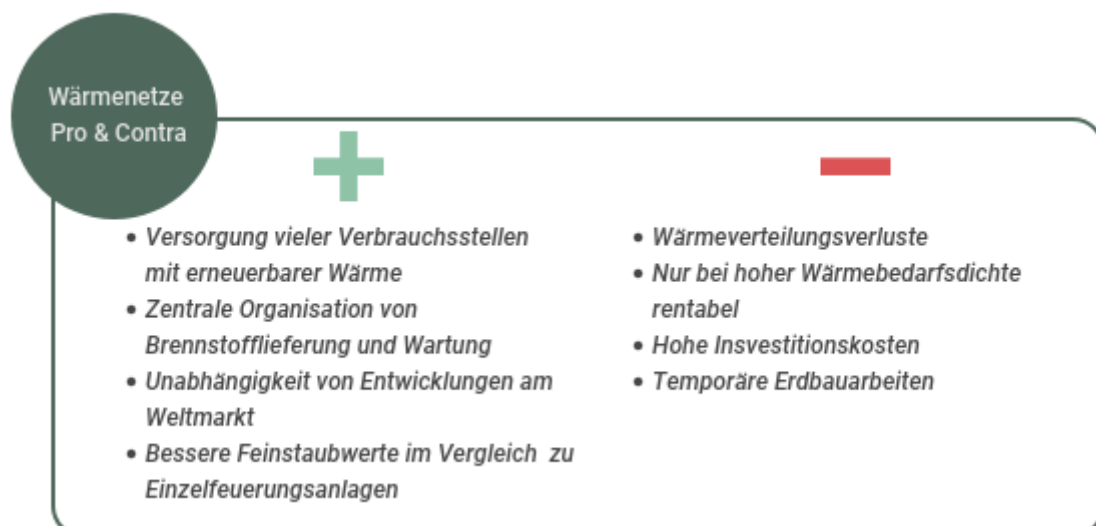 Wärmenetze
Pro & Contra
• Versorgung vieler Verbrauchsstellen
mit erneuerbarer Wärme
• Zentrale Organisation von
Brennstofflieferung und Wartung
• Unabhängigkeit von Entwicklungen am
Weltmarkt
• Bessere Feinstaubwerte im Vergleich  zu
Einzelfeuerungsanlagen
• Wärmeverteilungsverluste
• Nur bei hoher Wärmebedarfsdichte
rentabel
• Hohe Insvestitionskosten
• Temporäre Erdbauarbeiten